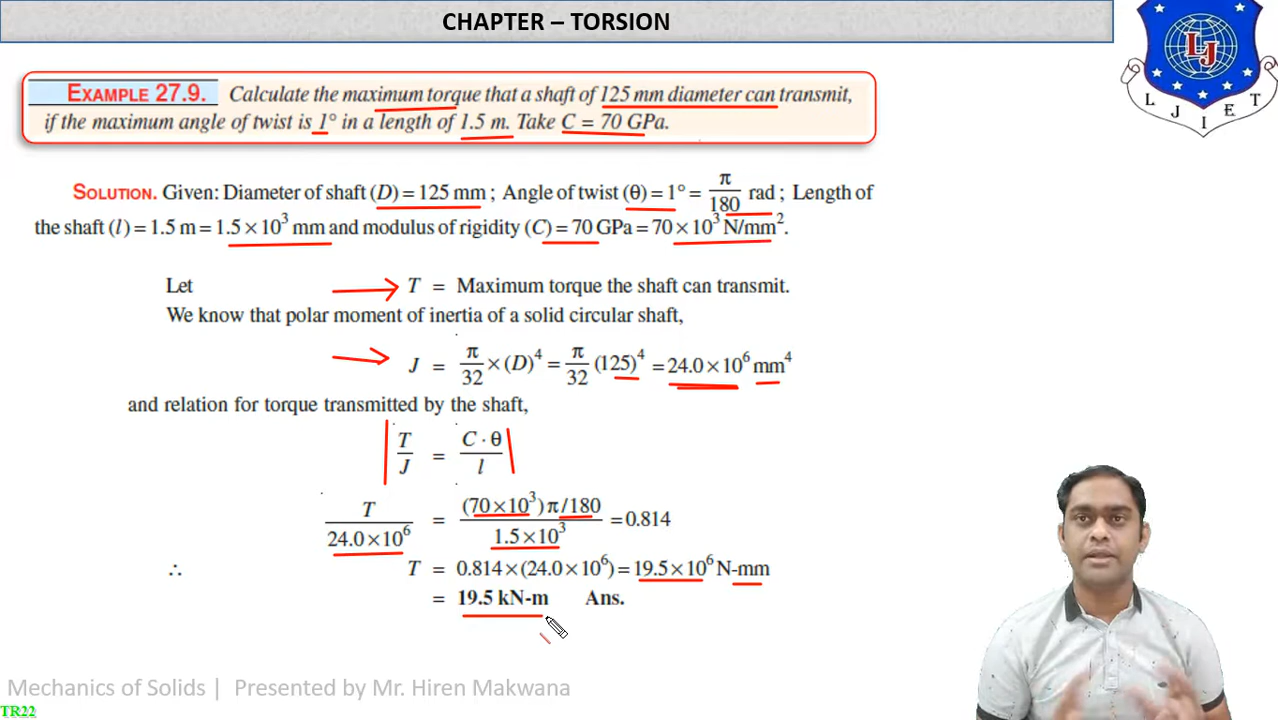 CHAPTER – TORSION
LJ
L J I E T
EXAMPLE 27.9. Calculate the maximum torque that a shaft of 125 mm diameter can transmit,
if the maximum angle of twist is 1° in a length of 1.5 m. Take C = 70 GPa.
SOLUTION. Given: Diameter of shaft (D) = 125 mm ; Angle of twist (θ) = 1° = π/180 rad ; Length of
the shaft (l) = 1.5 m = 1.5 × 10³ mm and modulus of rigidity (C) = 70 GPa = 70 × 10³ N/mm².
Let T = Maximum torque the shaft can transmit.
We know that polar moment of inertia of a solid circular shaft,
J = π/32 × (D)⁴ = π/32 (125)⁴ = 24.0 × 10⁶ mm⁴
and relation for torque transmitted by the shaft,
T/J = C · θ/l
T/24.0×10⁶ = (70×10³) π/180/1.5×10³ = 0.814
∴ T = 0.814 × (24.0 × 10⁶) = 19.5 × 10⁶ N-mm
= 19.5 kN-m Ans.
Mechanics of Solids | Presented by Mr. Hiren Makwana
TR22